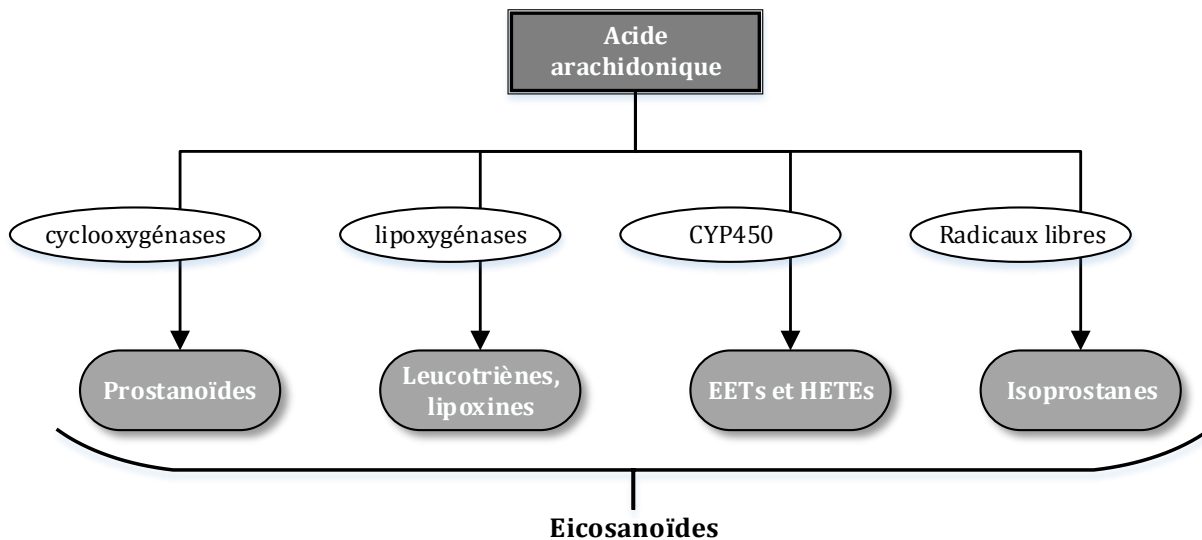 Acide
arachidonique
cyclooxygénases
lipoxygénases
CYP450
Radicaux libres
Prostanoïdes
Leucotriènes,
lipoxines
EETs et HETEs
Isoprostanes
Eicosanoïdes